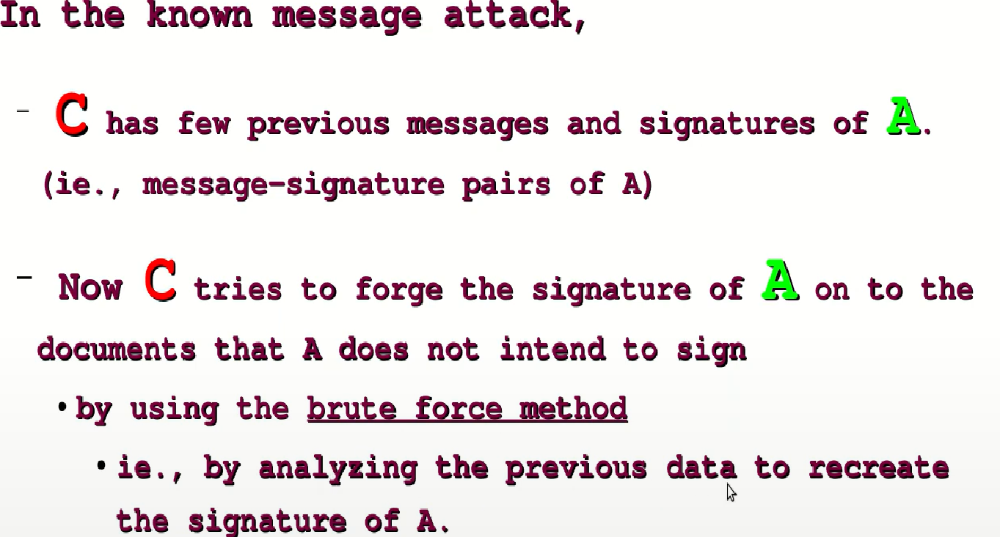 In the known message attack,
– C has few previous messages and signatures of A.
(ie., message-signature pairs of A)
– Now C tries to forge the signature of A on to the
documents that A does not intend to sign
• by using the brute force method
• ie., by analyzing the previous data to recreate
the signature of A.